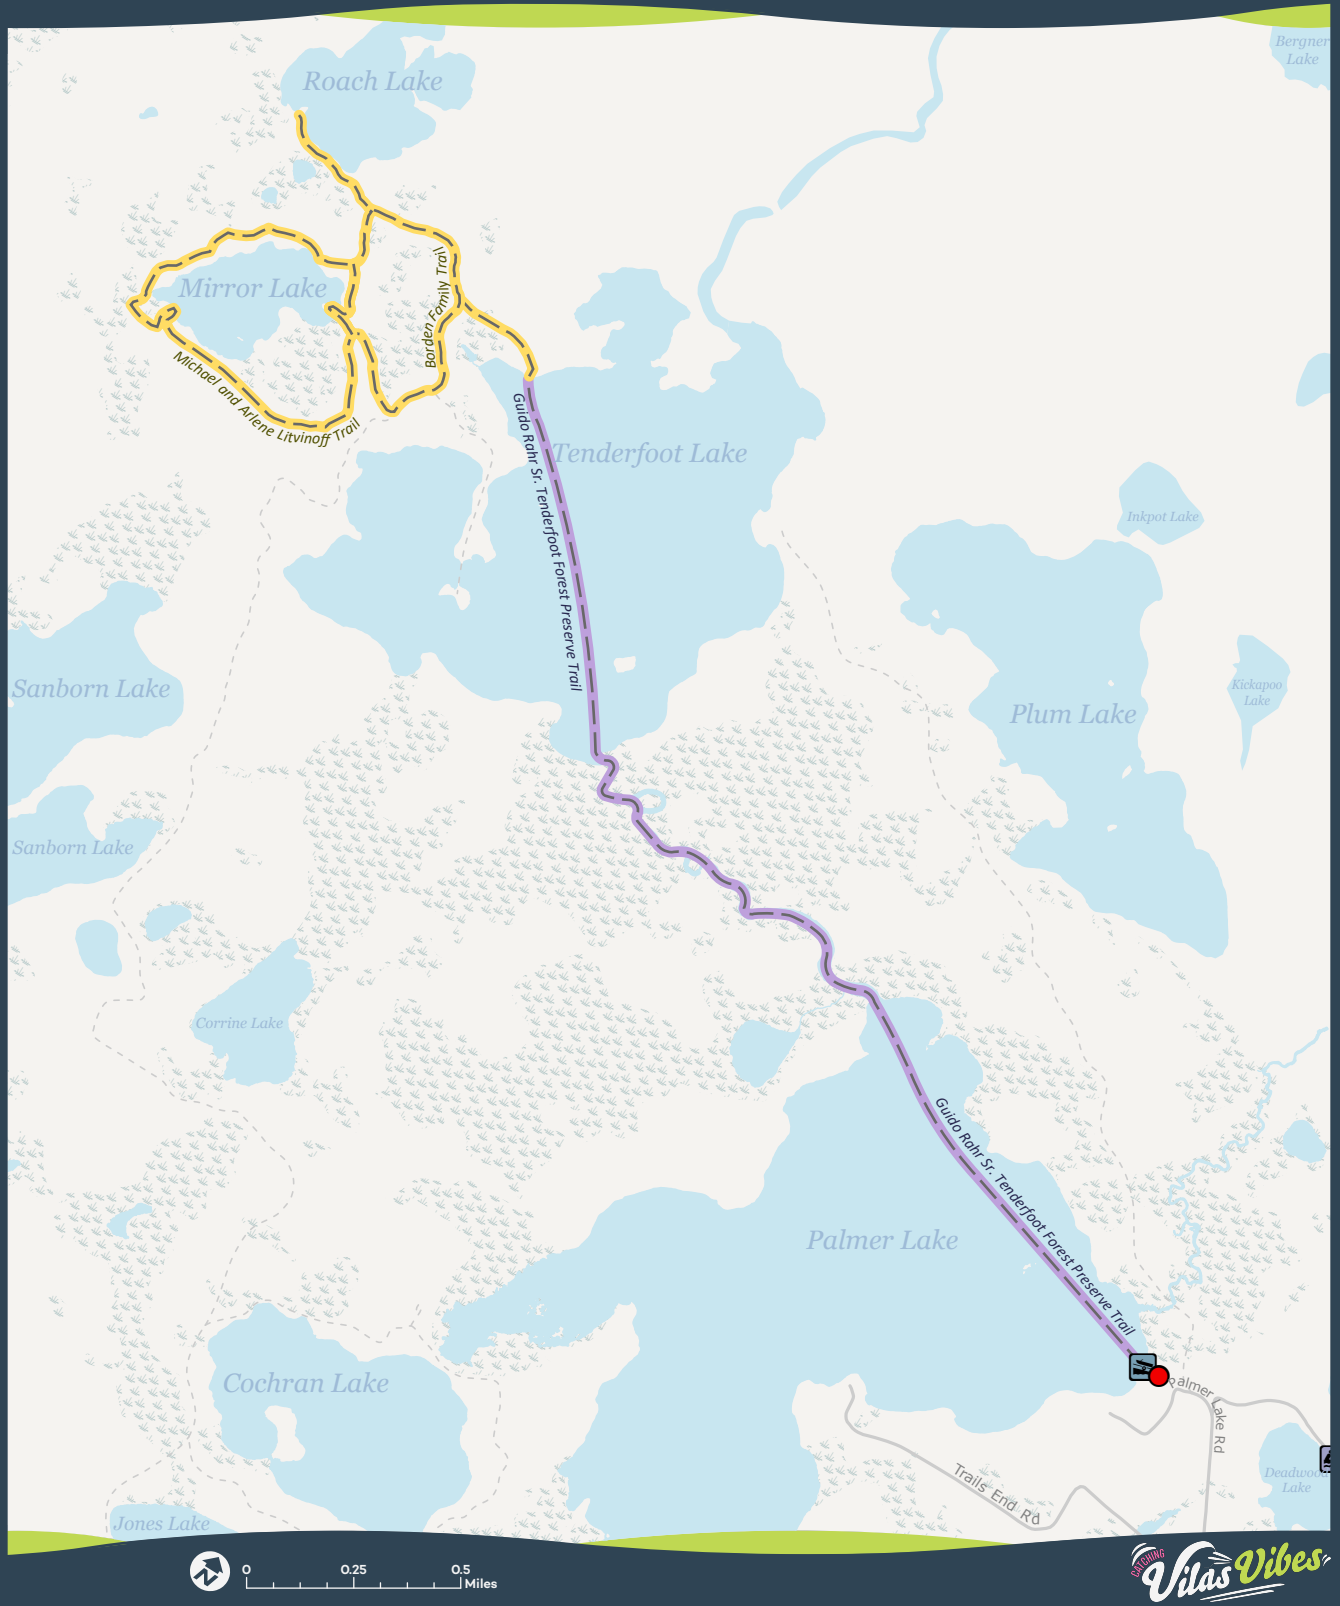 Bergner
Lake
Roach Lake
Mirror Lake
Borden Family Trail
Michael and Arlene Litvinoff Trail
Guido Rahr Sr. Tenderfoot Forest Preserve Trail
Tenderfoot Lake
Inkpot Lake
Sanborn Lake
Kickapoo
Lake
Plum Lake
Sanborn Lake
Corrine Lake
Guido Rahr Sr. Tenderfoot Forest Preserve Trail
Palmer Lake
Cochran Lake
Palmer Lake Rd
Trails End Rd
Deadwood
Lake
Jones Lake
N
0 0.25 0.5
Miles
CATCHING
Vilas Vibes